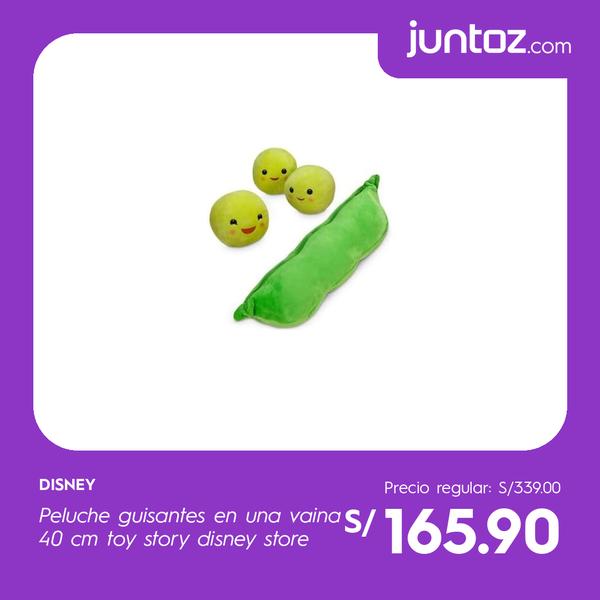 juntoz.com
DISNEY
Peluche guisantes en una vaina
40 cm toy story disney store
Precio regular: S/339.00
S/ 165.90